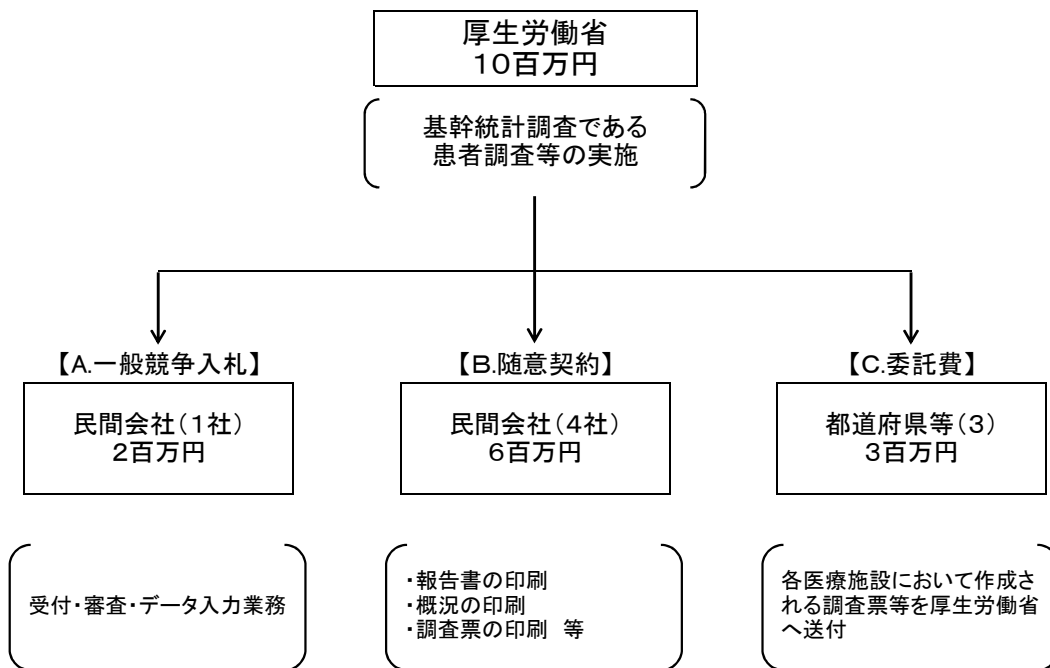 厚生労働省
10百万円
基幹統計調査である
患者調査等の実施
【A.一般競争入札】
民間会社(1社)
2百万円
受付・審査・データ入力業務
【B.随意契約】
民間会社(4社)
6百万円
・報告書の印刷
・概況の印刷
・調査票の印刷　等
【C.委託費】
都道府県等(3)
3百万円
各医療施設において作成さ
れる調査票等を厚生労働省
へ送付